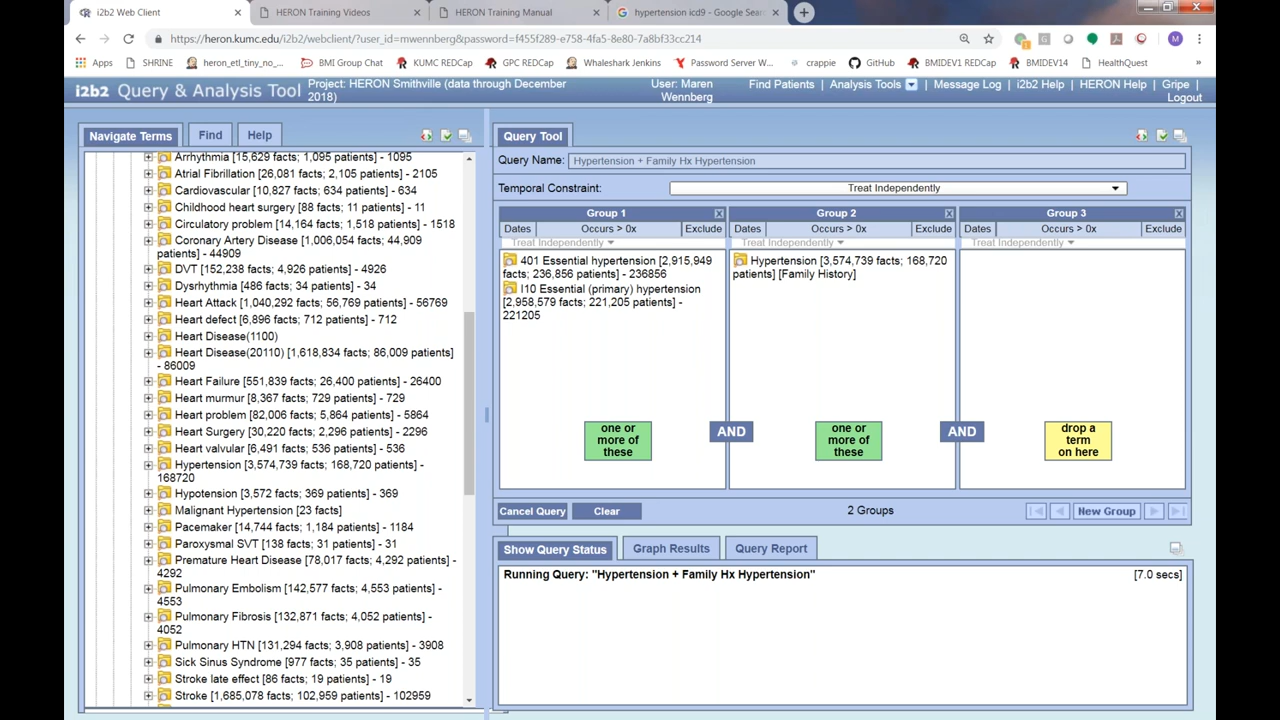 i2b2 Web Client
HERON Training Videos
HERON Training Manual
hypertension icd9 - Google Sear
https://heron.kumc.edu/i2b2/webclient/?user_id=mwennberg&password=f455f289-e758-4fa5-8e80-7a8bf33cc214
Apps
SHRINE
heron_etl_tiny_no_...
BMI Group Chat
KUMC REDCap
GPC REDCap
Whaleshark Jenkins
Password Server W...
crappie
GitHub
BMIDEV1 REDCap
BMIDEV14
HealthQuest
»
i2b2 Query & Analysis Tool
Project: HERON Smithville (data through December
2018)
User: Maren
Wennberg
Find Patients | Analysis Tools | Message Log | i2b2 Help | HERON Help | Gripe |
Logout
Navigate Terms
Find
Help
Arrhythmia [15,629 facts; 1,095 patients] - 1095
Atrial Fibrillation [26,081 facts; 2,105 patients] - 2105
Cardiovascular [10,827 facts; 634 patients] - 634
Childhood heart surgery [88 facts; 11 patients] - 11
Circulatory problem [14,164 facts; 1,518 patients] - 1518
Coronary Artery Disease [1,006,054 facts; 44,909
patients] - 44909
DVT [152,238 facts; 4,926 patients] - 4926
Dysrhythmia [486 facts; 34 patients] - 34
Heart Attack [1,040,292 facts; 56,769 patients] - 56769
Heart defect [6,896 facts; 712 patients] - 712
Heart Disease(1100)
Heart Disease(20110) [1,618,834 facts; 86,009 patients]
- 86009
Heart Failure [551,839 facts; 26,400 patients] - 26400
Heart murmur [8,367 facts; 729 patients] - 729
Heart problem [82,006 facts; 5,864 patients] - 5864
Heart Surgery [30,220 facts; 2,296 patients] - 2296
Heart valvular [6,491 facts; 536 patients] - 536
Hypertension [3,574,739 facts; 168,720 patients] -
168720
Hypotension [3,572 facts; 369 patients] - 369
Malignant Hypertension [23 facts]
Pacemaker [14,744 facts; 1,184 patients] - 1184
Paroxysmal SVT [138 facts; 31 patients] - 31
Premature Heart Disease [78,017 facts; 4,292 patients] -
4292
Pulmonary Embolism [142,577 facts; 4,553 patients] -
4553
Pulmonary Fibrosis [132,871 facts; 4,052 patients] -
4052
Pulmonary HTN [131,294 facts; 3,908 patients] - 3908
Sick Sinus Syndrome [977 facts; 35 patients] - 35
Stroke late effect [86 facts; 19 patients] - 19
Stroke [1,685,078 facts; 102,959 patients] - 102959
Query Tool
Query Name:
Hypertension + Family Hx Hypertension
Temporal Constraint:
Treat Independently
Group 1
Group 2
Group 3
Dates
Occurs > 0x
Exclude
Dates
Occurs > 0x
Exclude
Dates
Occurs > 0x
Exclude
Treat Independently
Treat Independently
Treat Independently
401 Essential hypertension [2,915,949
facts; 236,856 patients] - 236856
I10 Essential (primary) hypertension
[2,958,579 facts; 221,205 patients] -
221205
Hypertension [3,574,739 facts; 168,720
patients] [Family History]
one or
more of
these
AND
one or
more of
these
AND
drop a
term
on here
Cancel Query
Clear
2 Groups
New Group
Show Query Status
Graph Results
Query Report
Running Query: "Hypertension + Family Hx Hypertension"
[7.0 secs]